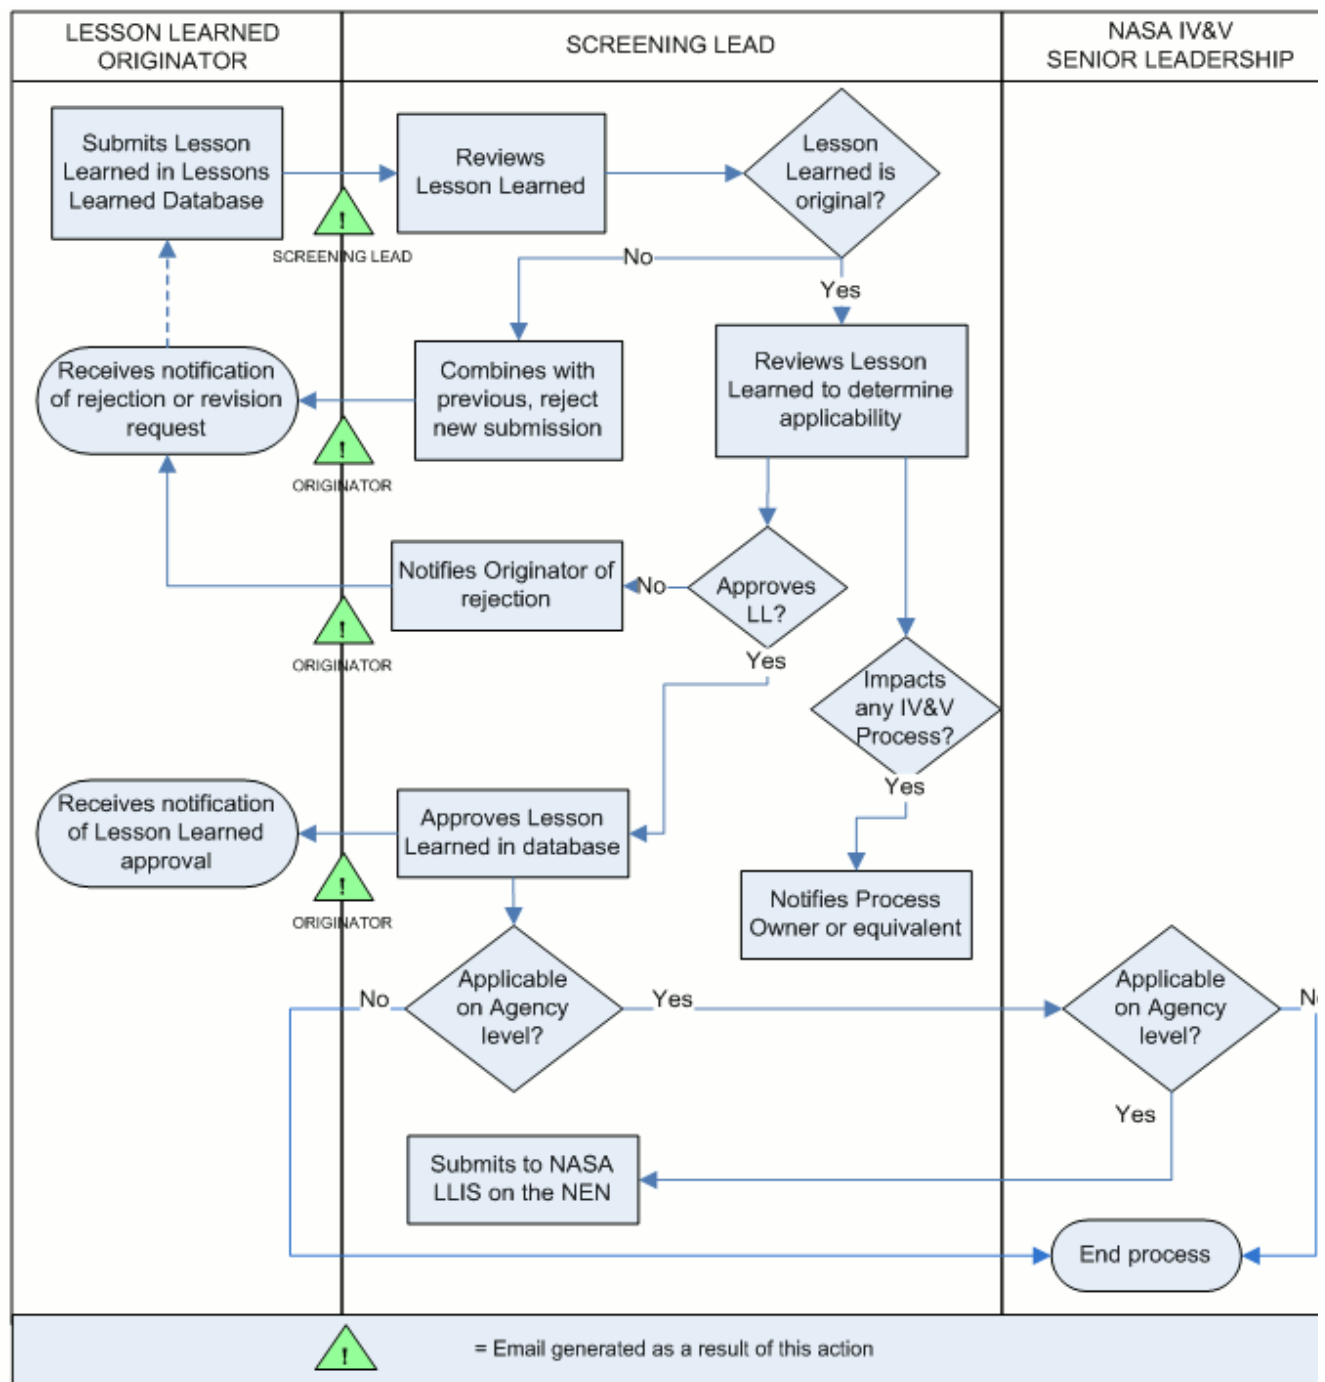 LESSON LEARNED
ORIGINATOR
SCREENING LEAD
NASA IV&V
SENIOR LEADERSHIP
Submits Lesson
Learned in Lessons
Learned Database
Reviews
Lesson Learned
Lesson
Learned is
original?
!
SCREENING LEAD
No
Yes
Receives notification
of rejection or revision
request
Combines with
previous, reject
new submission
Reviews Lesson
Learned to determine
applicability
!
ORIGINATOR
Notifies Originator of
rejection
No
Approves
LL?
!
ORIGINATOR
Yes
Impacts
any IV&V
Process?
Yes
Receives notification
of Lesson Learned
approval
Approves Lesson
Learned in database
!
ORIGINATOR
Notifies Process
Owner or equivalent
No
Applicable
on Agency
level?
Yes
Applicable
on Agency
level?
No
Yes
Submits to NASA
LLIS on the NEN
End process
!
= Email generated as a result of this action